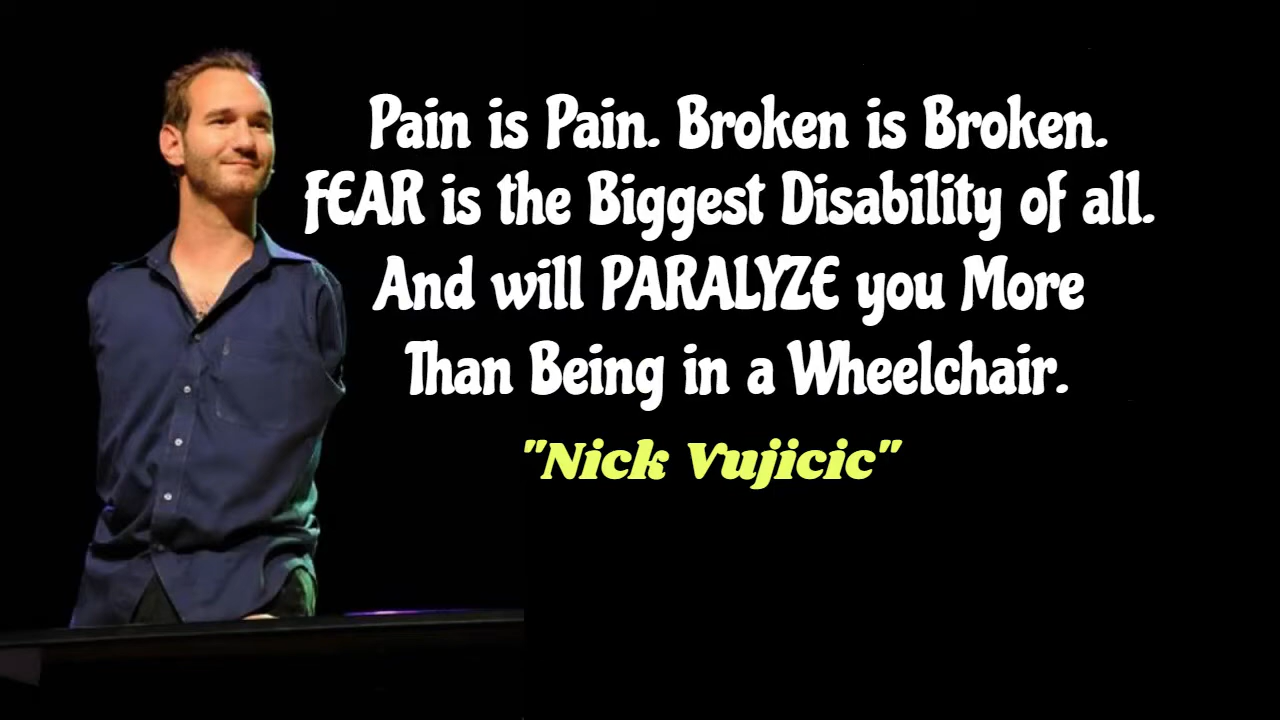 Pain is Pain. Broken is Broken.
FEAR is the Biggest Disability of all.
And will PARALYZE you More
Than Being in a Wheelchair.
"Nick Vujicic"